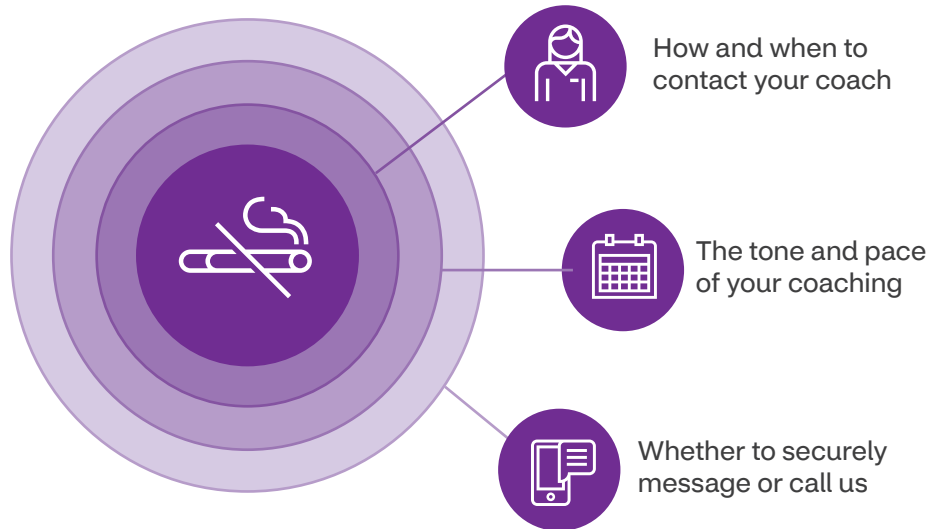 How and when to
contact your coach
The tone and pace
of your coaching
Whether to securely
message or call us